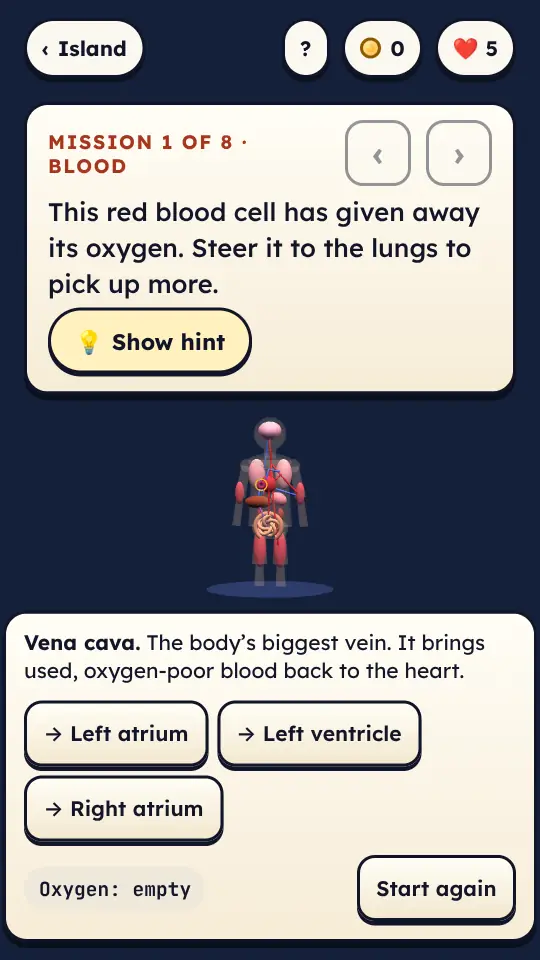 ‹ Island
?
0
5
MISSION 1 OF 8 ·
BLOOD
‹
›
This red blood cell has given away
its oxygen. Steer it to the lungs to
pick up more.
Show hint
Vena cava. The body’s biggest vein. It brings
used, oxygen-poor blood back to the heart.
→ Left atrium
→ Left ventricle
→ Right atrium
Oxygen: empty
Start again